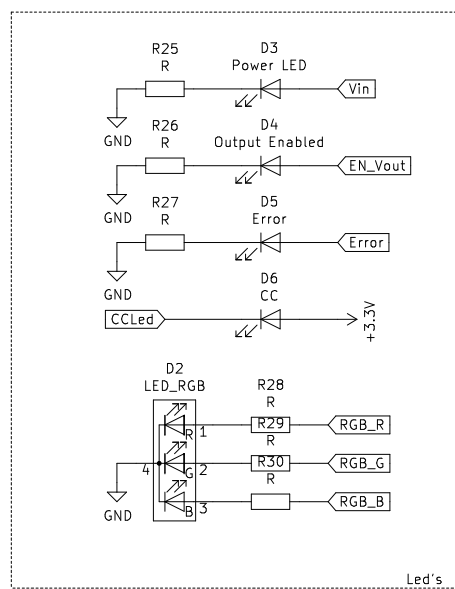 R25
R
D3
Power LED
Vin
GND
R26
R
D4
Output Enabled
EN_Vout
GND
R27
R
D5
Error
Error
GND
D6
CC
CCLed
+3.3V
D2
LED_RGB
R28
R
R 1
R29
RGB_R
R
4
G 2
R30
RGB_G
R
B 3
RGB_B
GND
Led's